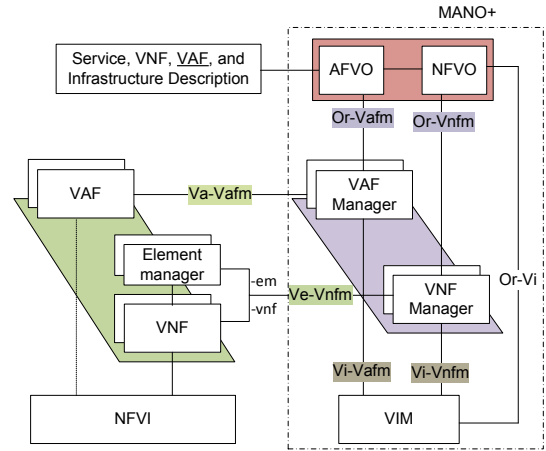 MANO+
Service, VNF, VAF, and
Infrastructure Description
AFVO
NFVO
Or-Vafm
Or-Vnfm
VAF
Va-Vafm
VAF
Manager
Element
manager
-em
Or-Vi
Ve-Vnfm
VNF
Manager
-vnf
VNF
Vi-Vafm
Vi-Vnfm
NFVI
VIM